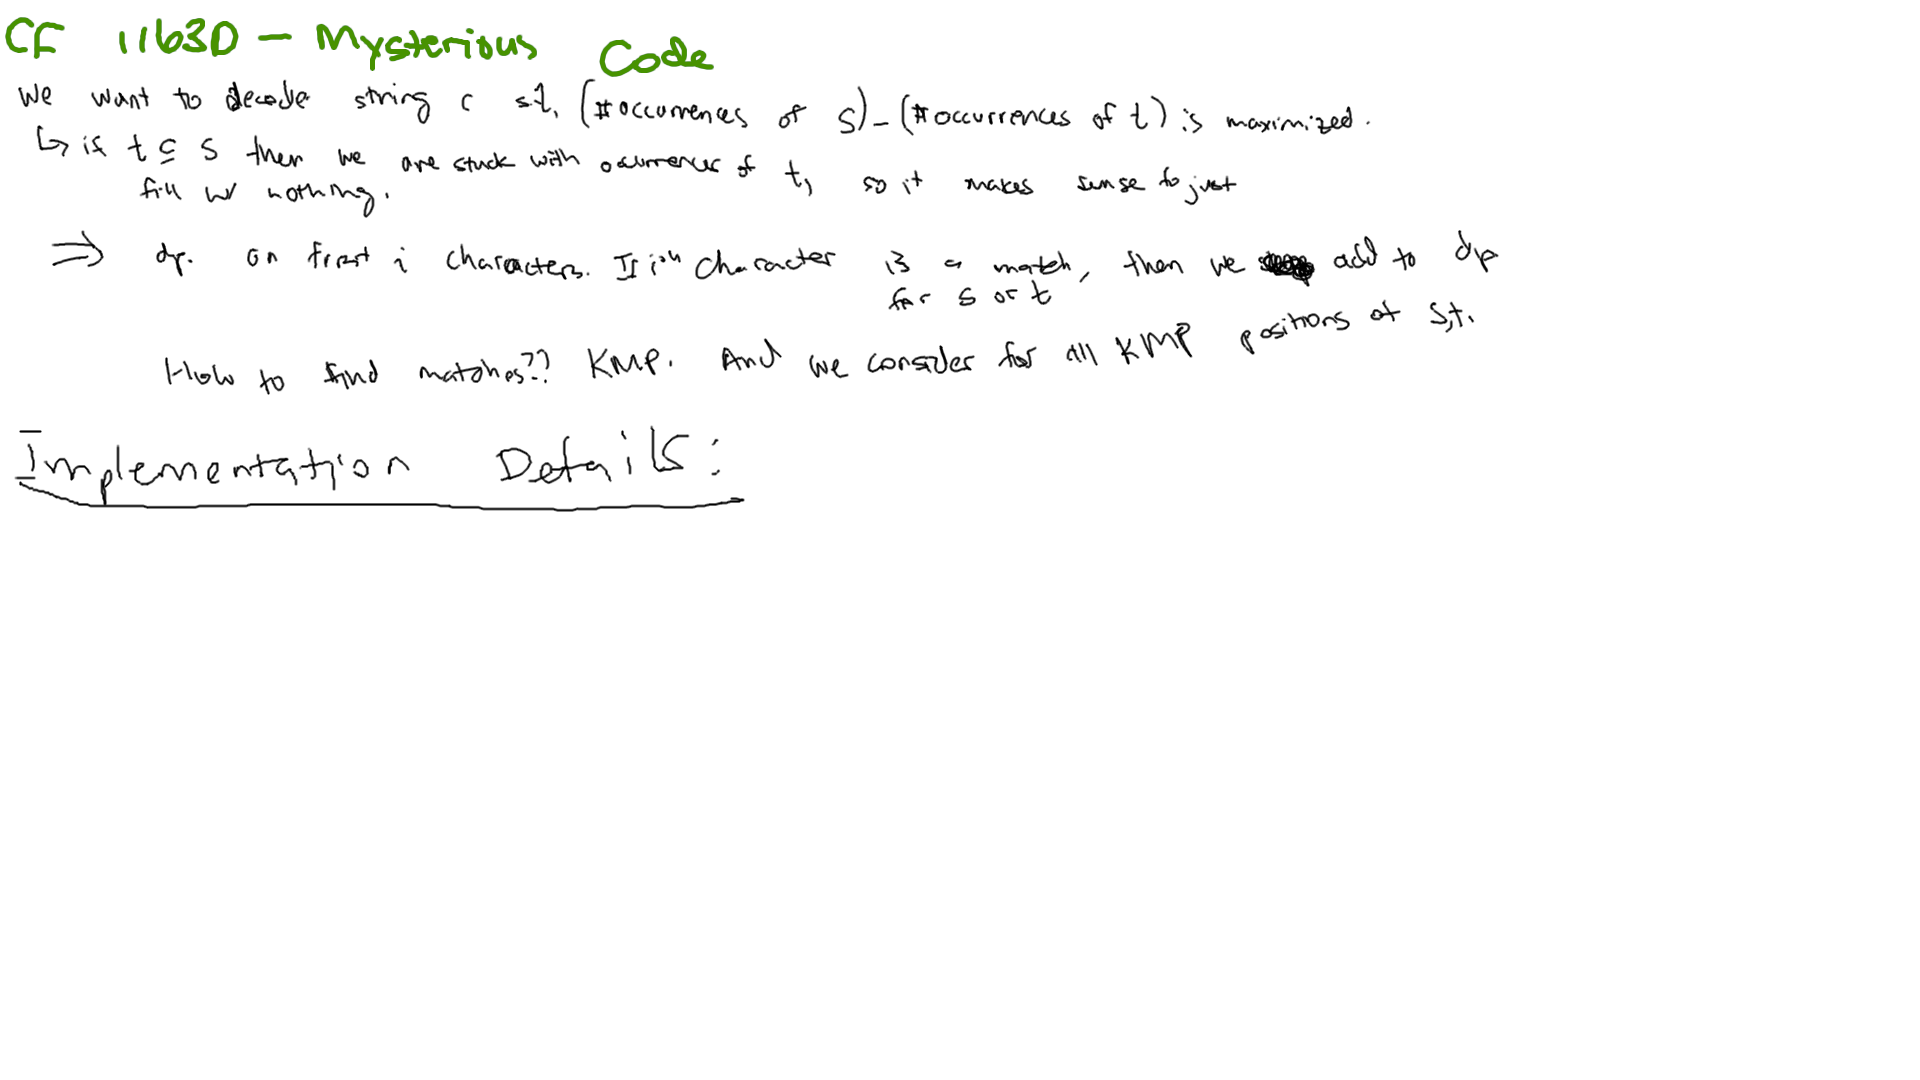 CF 1163D - Mysterious Code
We want to decode string c s.t. (#occurrences of s) - (#occurrences of t) is maximized.
↳ if t ⊆ S then we are stuck with occurrences of t, so it makes sense to just
fill w/ nothing.
⇒ dp. on first i characters. If ith character is a match, then we add to dp
for s or t
How to find matches?? KMP. And we consider for all KMP positions of s,t.
Implementation Details: